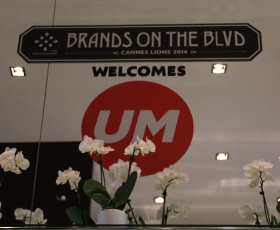 BRANDS ON THE BLVD
CANNES LIONS 2014
WELCOMES
UM